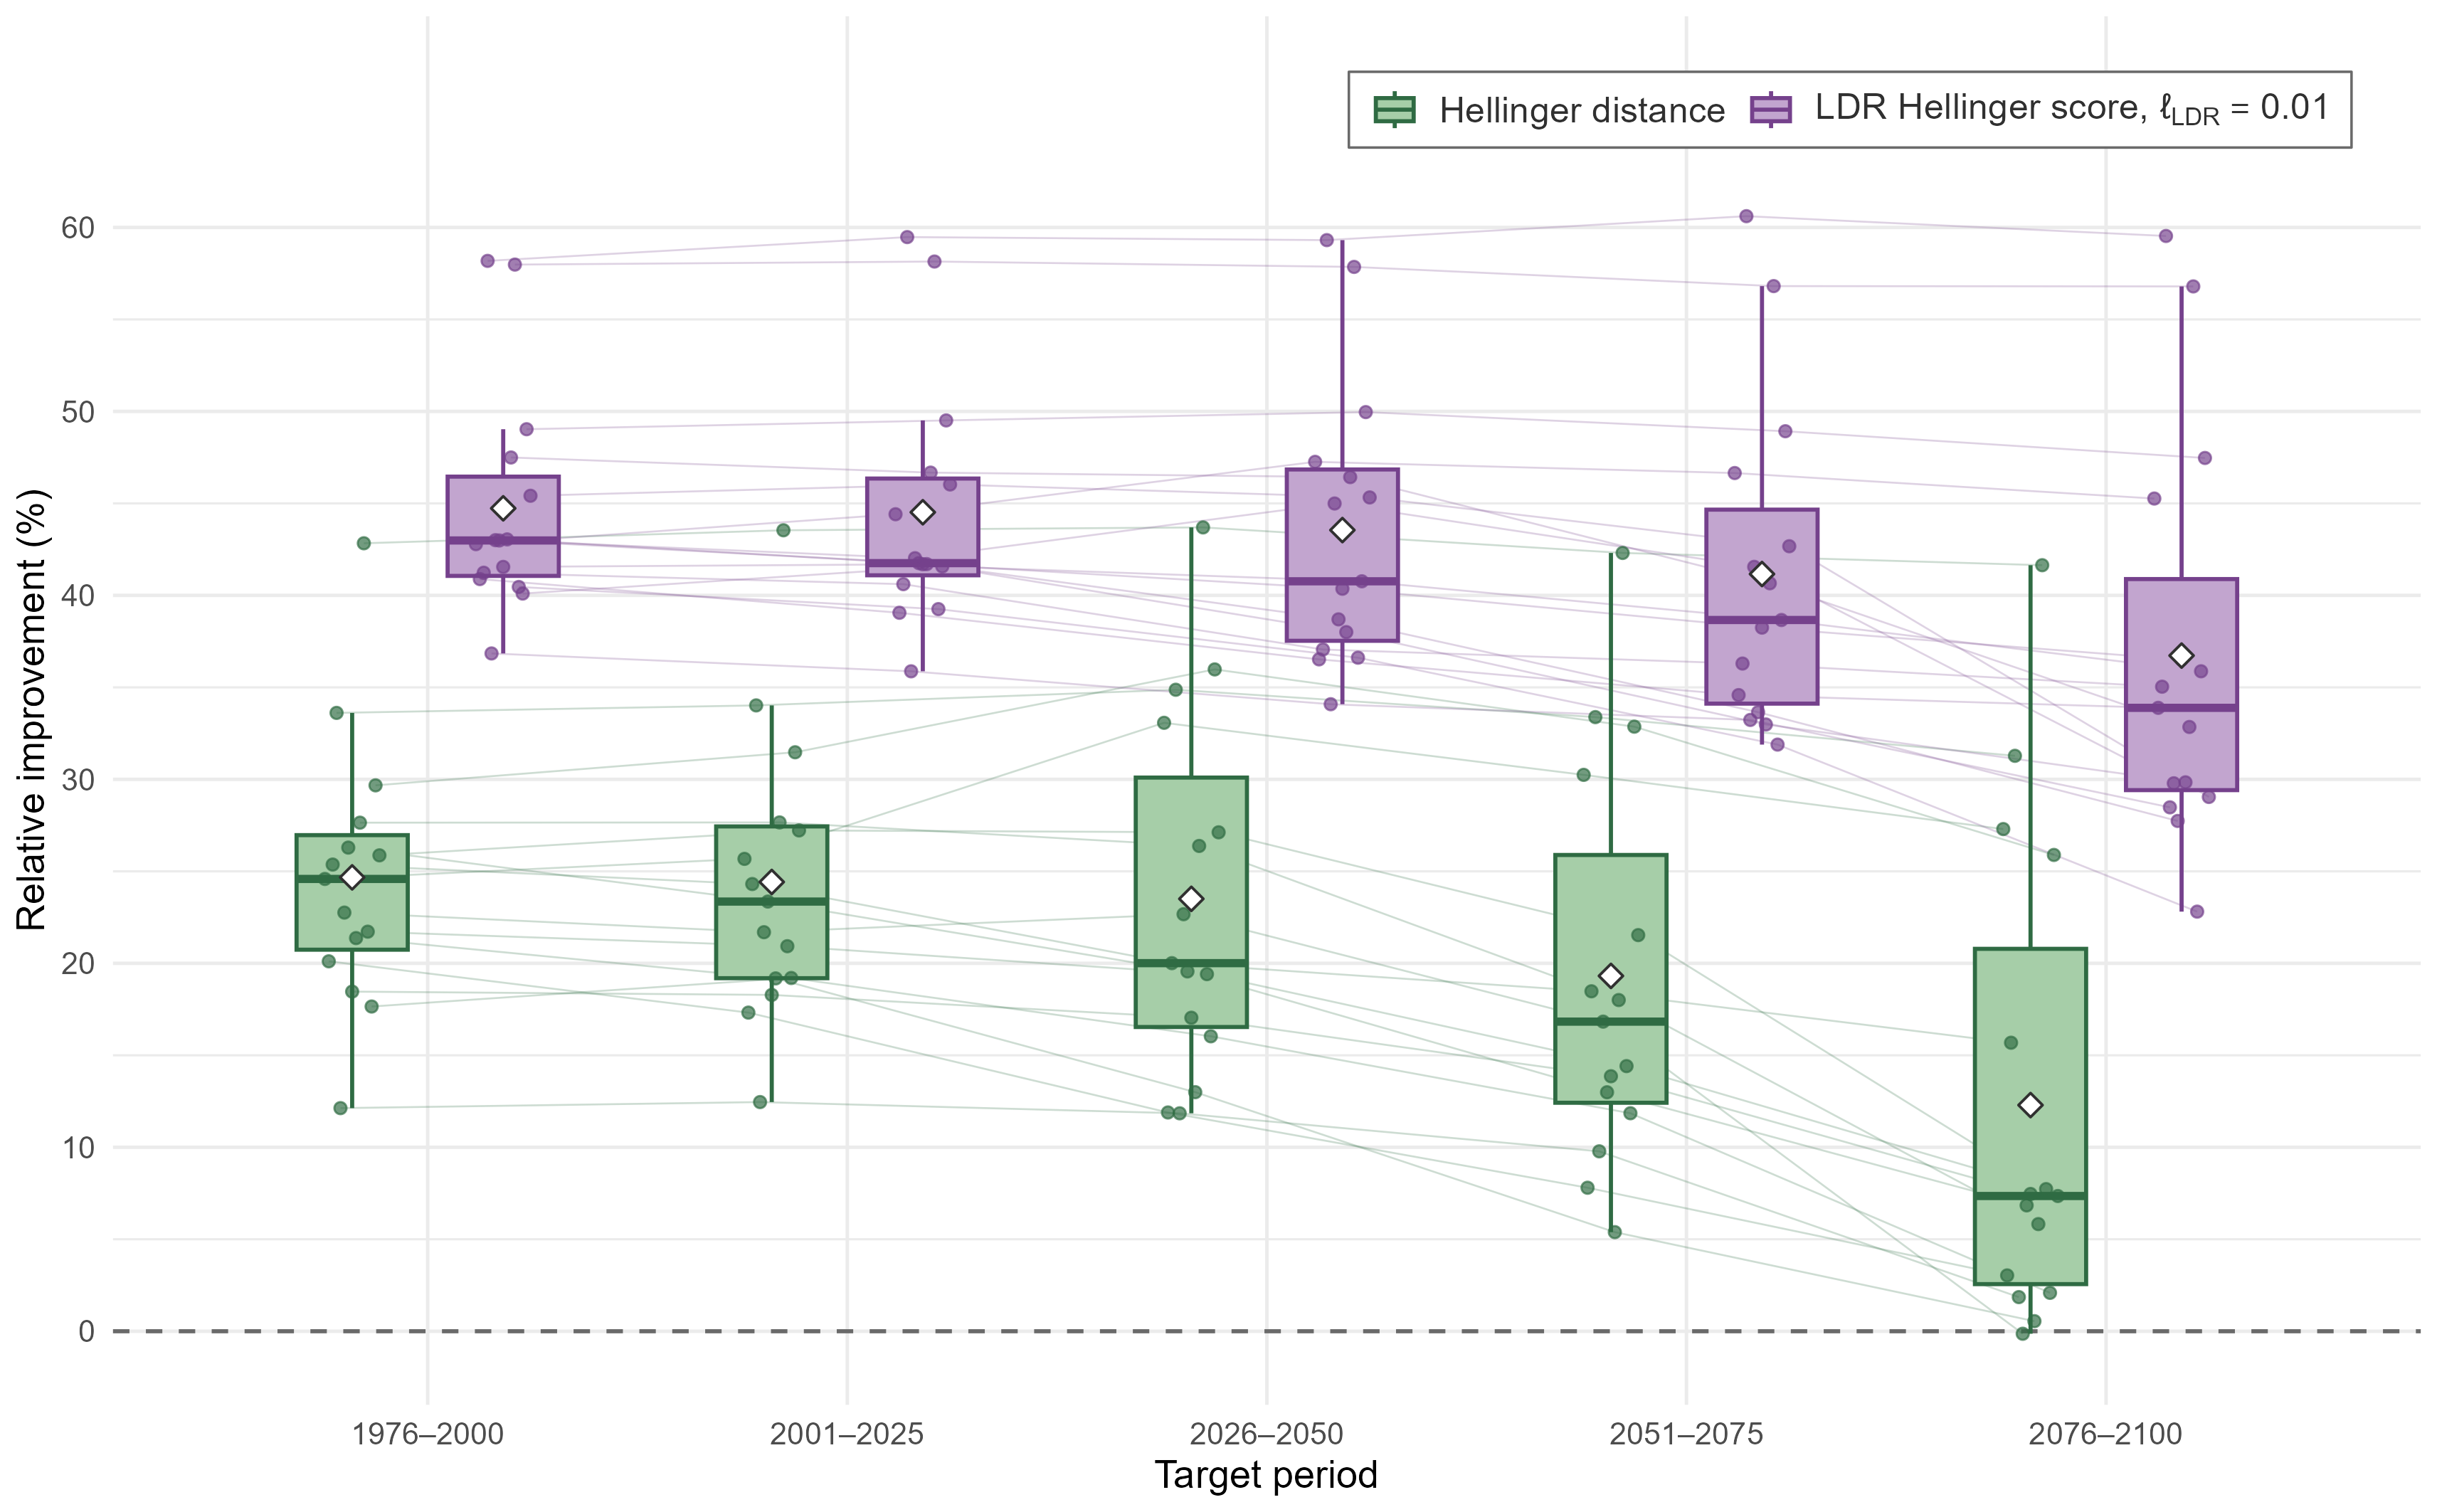 Hellinger distance LDR Hellinger score, ℓLDR = 0.01
Relative improvement (%)
60
50
40
30
20
10
0
1976–2000 2001–2025 2026–2050 2051–2075 2076–2100
Target period